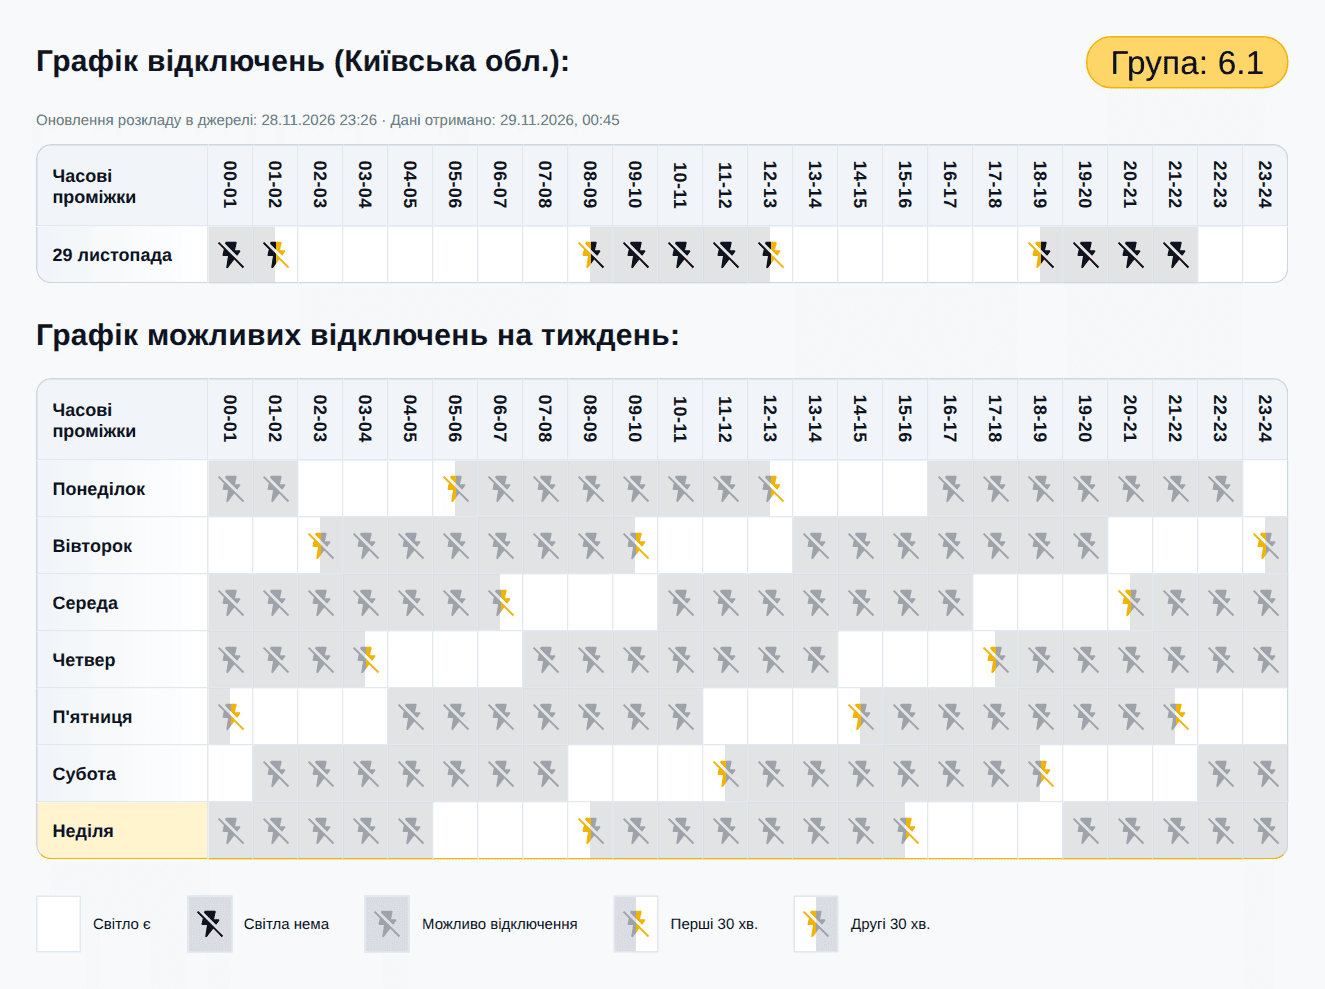 Графік відключень (Київська обл.):
Група: 6.1
Оновлення розкладу в джерелі: 28.11.2026 23:26 · Дані отримано: 29.11.2026, 00:45
Часові
проміжки
00-01
01-02
02-03
03-04
04-05
05-06
06-07
07-08
08-09
09-10
10-11
11-12
12-13
13-14
14-15
15-16
16-17
17-18
18-19
19-20
20-21
21-22
22-23
23-24
29 листопада
Графік можливих відключень на тиждень:
Часові
проміжки
00-01
01-02
02-03
03-04
04-05
05-06
06-07
07-08
08-09
09-10
10-11
11-12
12-13
13-14
14-15
15-16
16-17
17-18
18-19
19-20
20-21
21-22
22-23
23-24
Понеділок
Вівторок
Середа
Четвер
П'ятниця
Субота
Неділя
Світло є
Світла нема
Можливо відключення
Перші 30 хв.
Другі 30 хв.